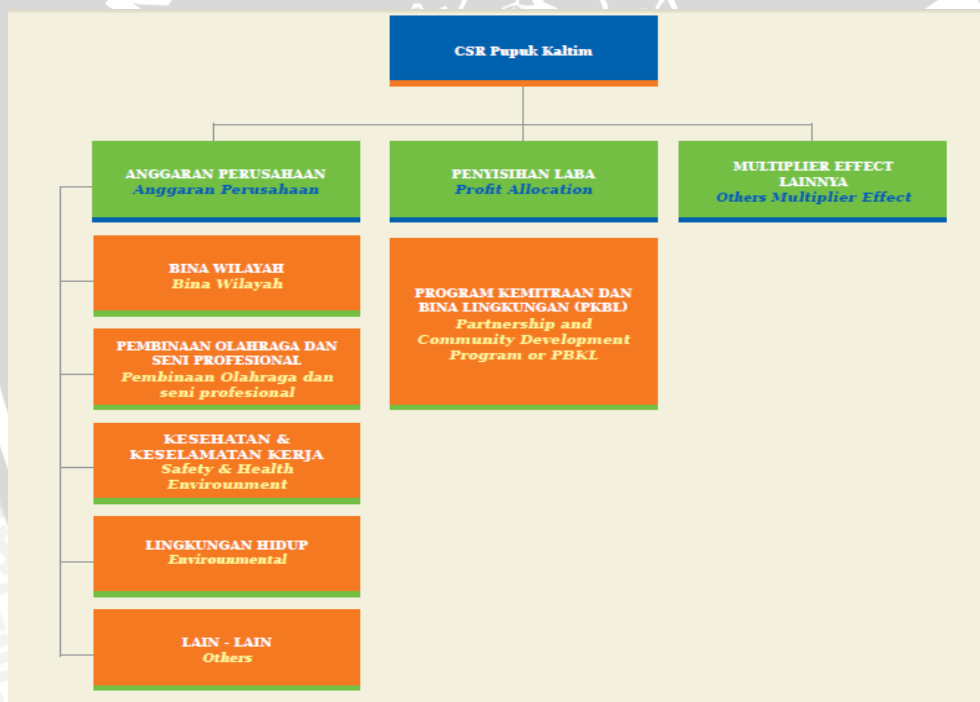 CSR Pupuk Kaltim
ANGGARAN PERUSAHAAN
Anggaran Perusahaan
PENYISIHAN LABA
Profit Allocation
MULTIPLIER EFFECT
LAINNYA
Others Multiplier Effect
BINA WILAYAH
Bina Wilayah
PEMBINAAN OLAHRAGA DAN
SENI PROFESIONAL
Pembinaan Olahraga dan
seni profesional
KESEHATAN &
KESELAMATAN KERJA
Safety & Health
Envirounment
LINGKUNGAN HIDUP
Envirounmental
LAIN - LAIN
Others
PROGRAM KEMITRAAN DAN
BINA LINGKUNGAN (PKBL)
Partnership and
Community Development
Program or PBKL